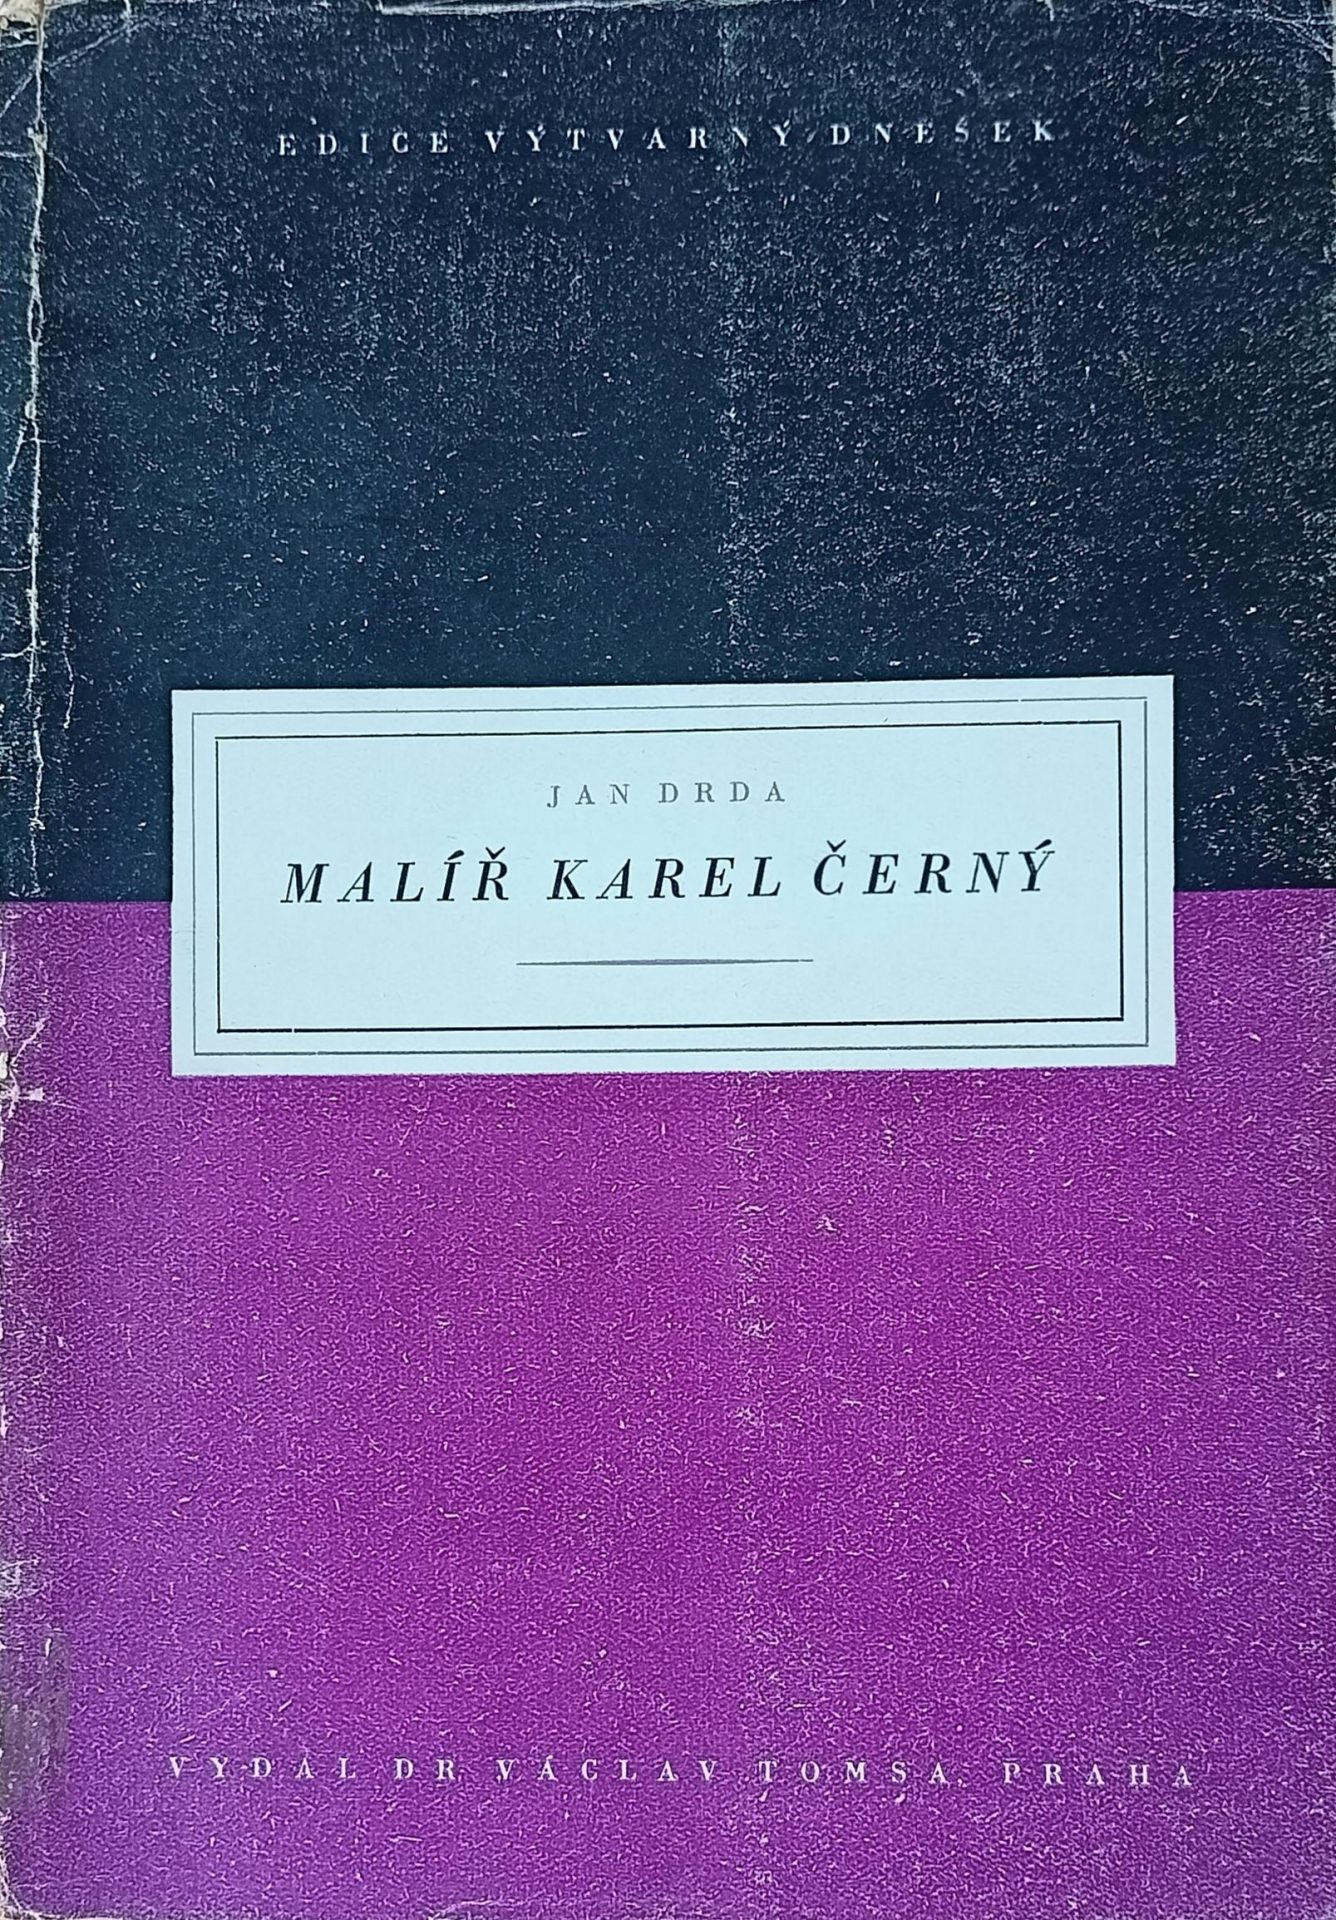 EDICE VÝTVARNÝ DNEŠEK
JAN DRDA
MALÍŘ KAREL ČERNÝ
VYDAL DR VÁCLAV TOMSA, PRAHA